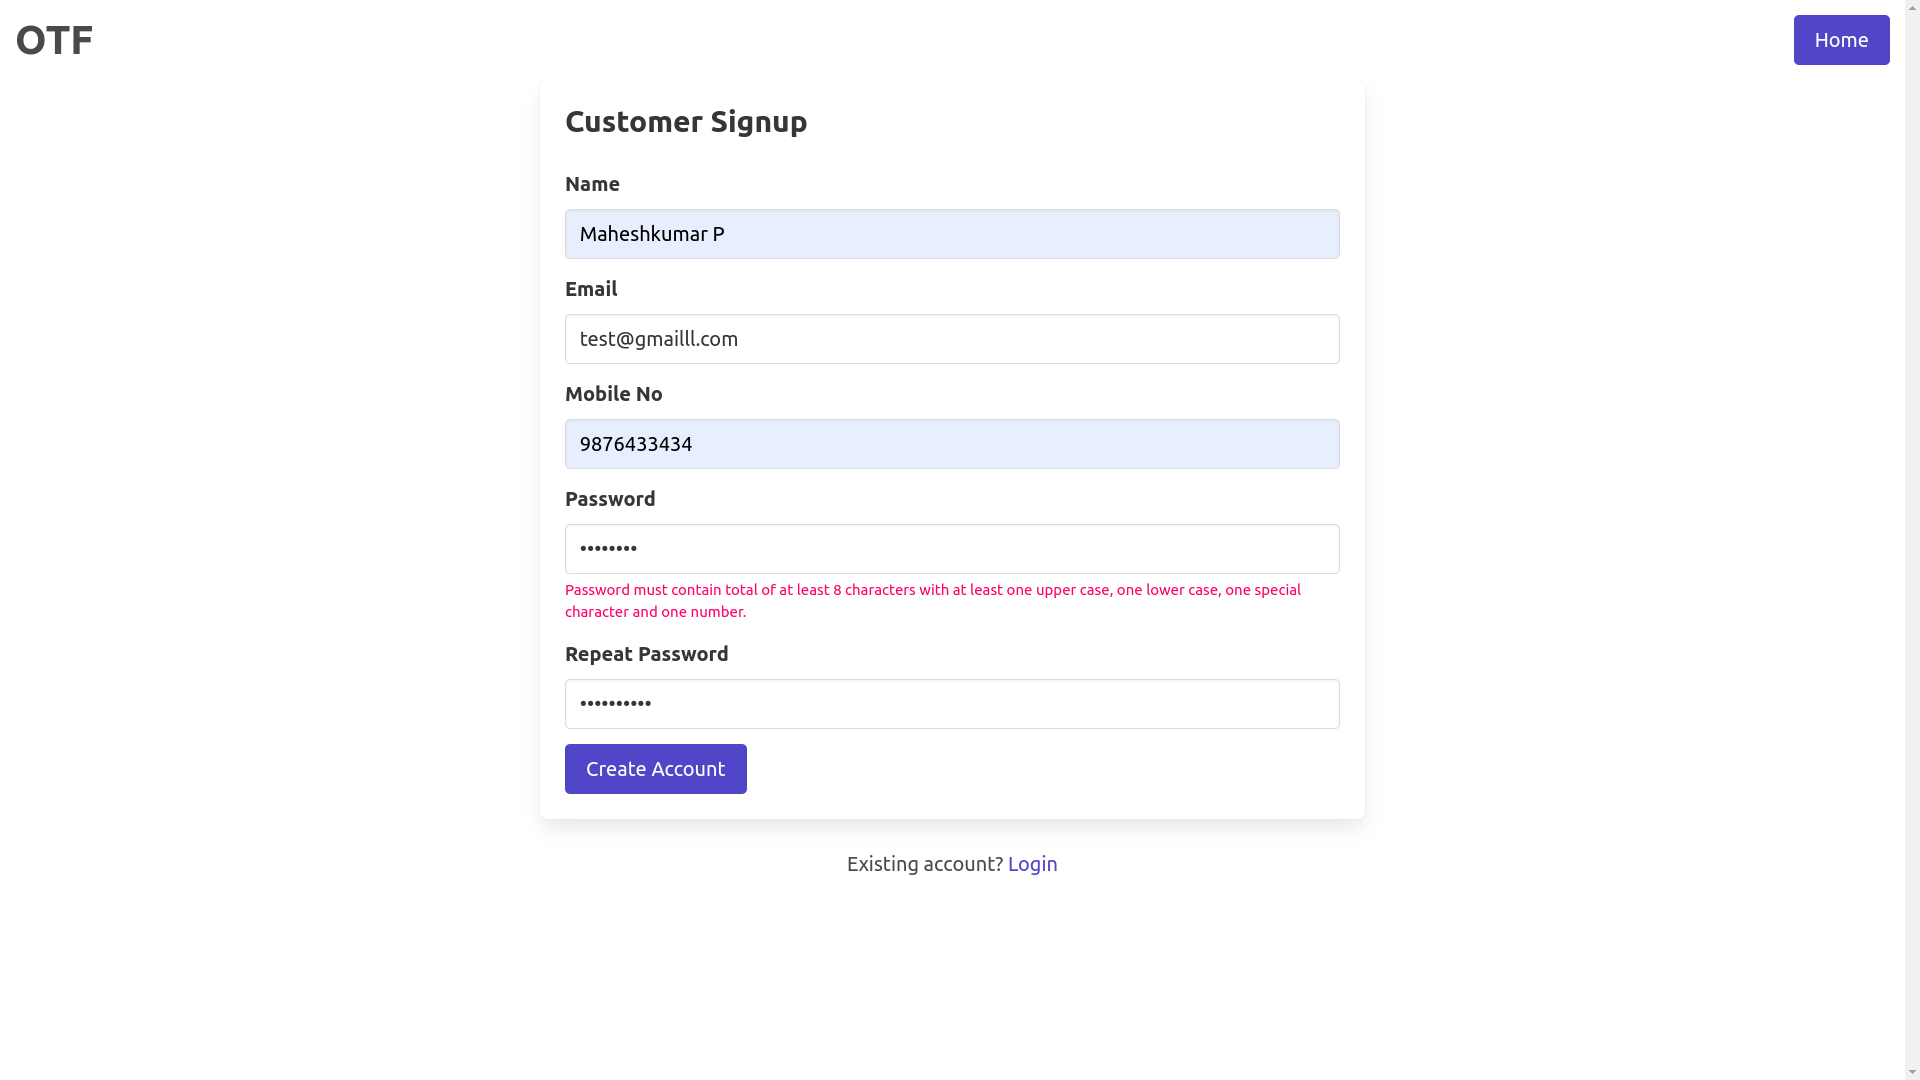 OTF
Home
Customer Signup
Name
Maheshkumar P
Email
test@gmailll.com
Mobile No
9876433434
Password
••••••••
Password must contain total of at least 8 characters with at least one upper case, one lower case, one special
character and one number.
Repeat Password
••••••••••
Create Account
Existing account? Login